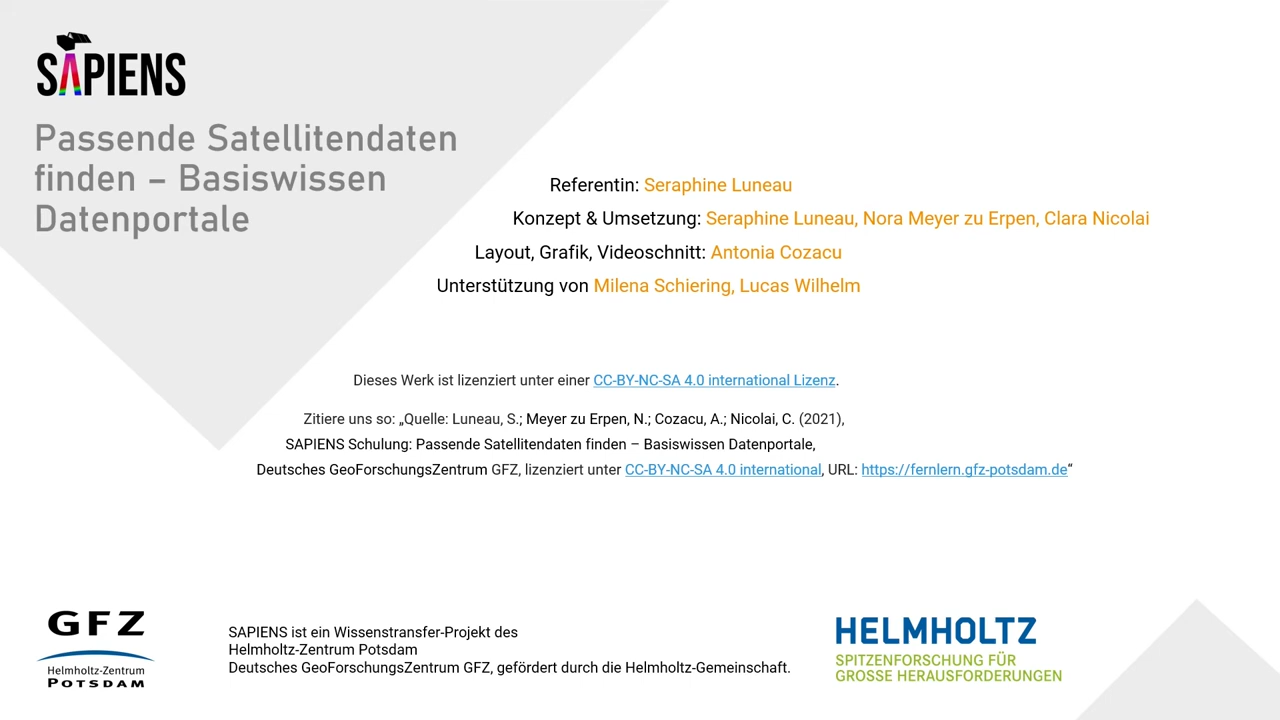 SAPIENS
Passende Satellitendaten
finden – Basiswissen
Datenportale
Referentin: Seraphine Luneau
Konzept & Umsetzung: Seraphine Luneau, Nora Meyer zu Erpen, Clara Nicolai
Layout, Grafik, Videoschnitt: Antonia Cozacu
Unterstützung von Milena Schiering, Lucas Wilhelm
Dieses Werk ist lizenziert unter einer CC-BY-NC-SA 4.0 international Lizenz.
Zitiere uns so: „Quelle: Luneau, S.; Meyer zu Erpen, N.; Cozacu, A.; Nicolai, C. (2021),
SAPIENS Schulung: Passende Satellitendaten finden – Basiswissen Datenportale,
Deutsches GeoForschungsZentrum GFZ, lizenziert unter CC-BY-NC-SA 4.0 international, URL: https://fernlern.gfz-potsdam.de“
GFZ
Helmholtz-Zentrum
POTSDAM
SAPIENS ist ein Wissenstransfer-Projekt des
Helmholtz-Zentrum Potsdam
Deutsches GeoForschungsZentrum GFZ, gefördert durch die Helmholtz-Gemeinschaft.
HELMHOLTZ
SPITZENFORSCHUNG FÜR
GROSSE HERAUSFORDERUNGEN